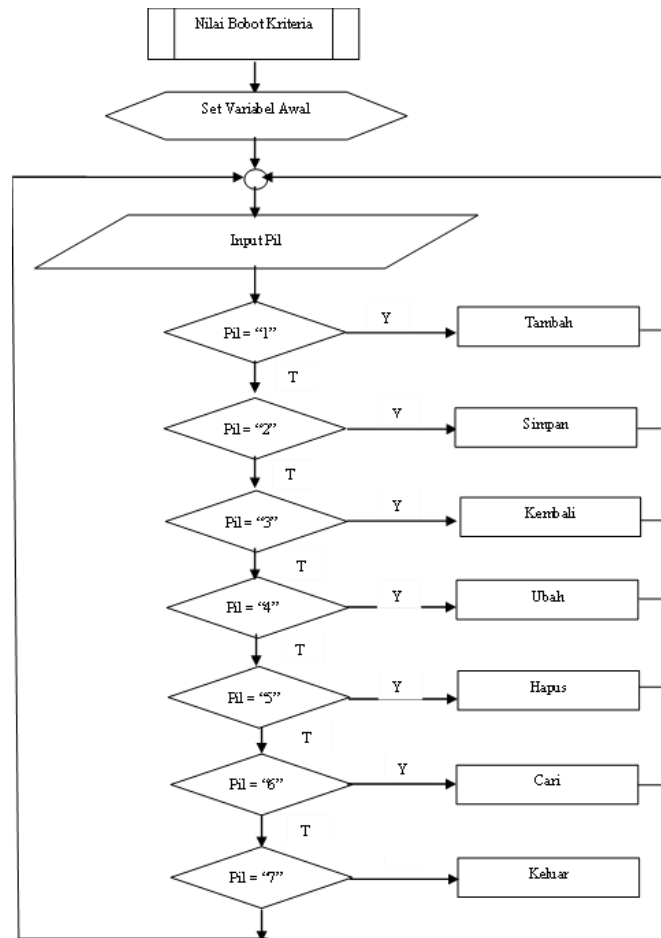 Nilai Bobot Kriteria
Set Variabel Awal
Input Pil
Pil = “1”
Y
Tambah
T
Pil = “2”
Y
Simpan
T
Pil = “3”
Y
Kembali
T
Pil = “4”
Y
Ubah
T
Pil = “5”
Y
Hapus
T
Pil = “6”
Y
Cari
T
Pil = “7”
Keluar